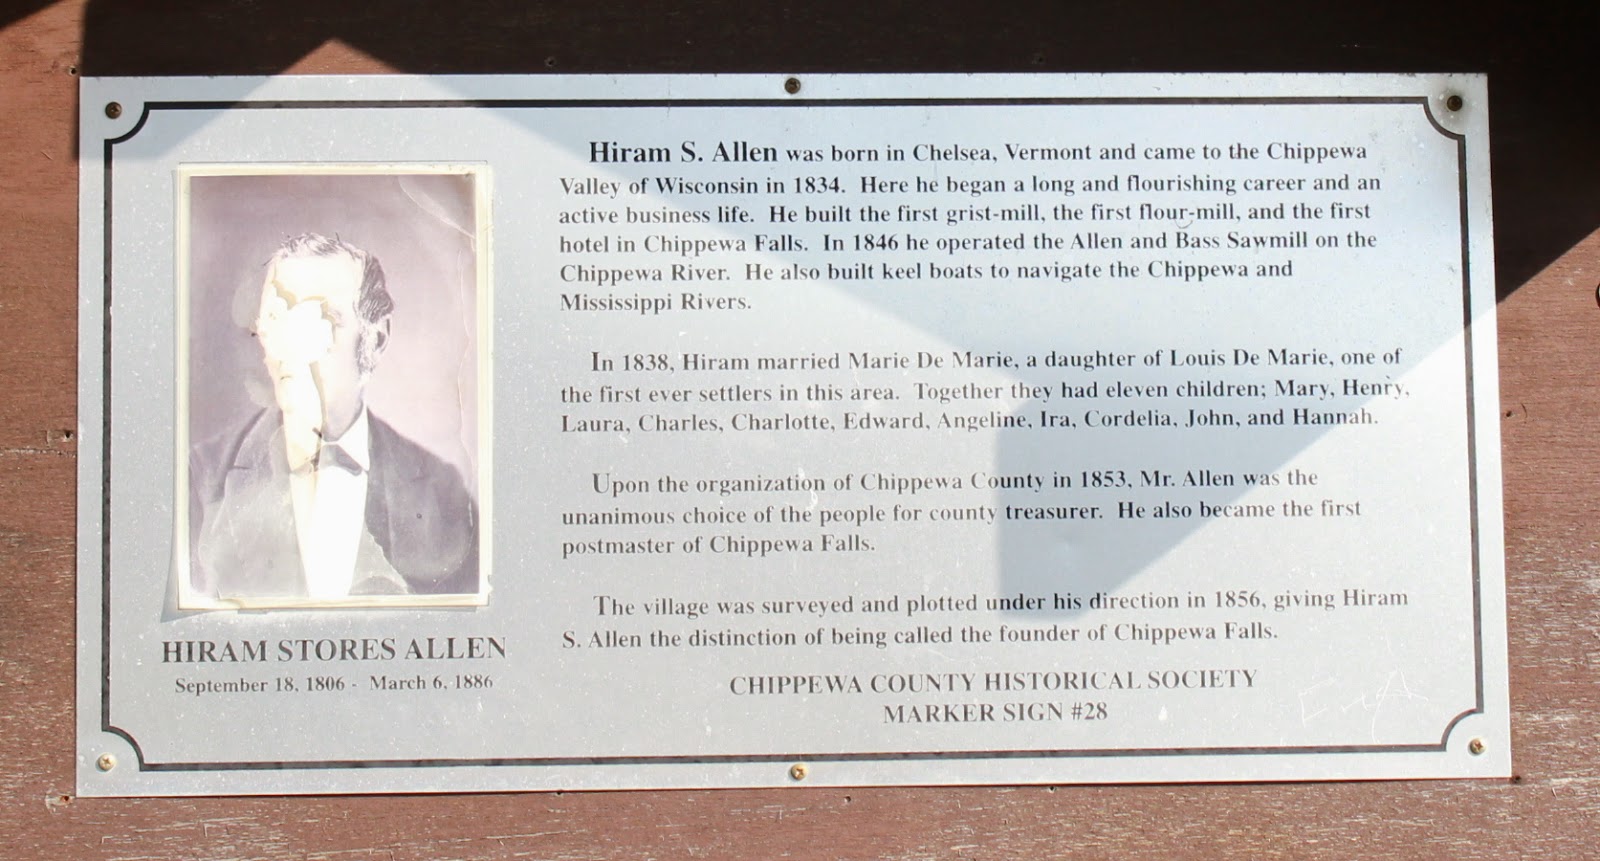 Hiram S. Allen was born in Chelsea, Vermont and came to the Chippewa
Valley of Wisconsin in 1834. Here he began a long and flourishing career and an
active business life. He built the first grist-mill, the first flour-mill, and the first
hotel in Chippewa Falls. In 1846 he operated the Allen and Bass Sawmill on the
Chippewa River. He also built keel boats to navigate the Chippewa and
Mississippi Rivers.
In 1838, Hiram married Marie De Marie, a daughter of Louis De Marie, one of
the first ever settlers in this area. Together they had eleven children; Mary, Henry,
Laura, Charles, Charlotte, Edward, Angeline, Ira, Cordelia, John, and Hannah.
Upon the organization of Chippewa County in 1853, Mr. Allen was the
unanimous choice of the people for county treasurer. He also became the first
postmaster of Chippewa Falls.
The village was surveyed and plotted under his direction in 1856, giving Hiram
S. Allen the distinction of being called the founder of Chippewa Falls.
CHIPPEWA COUNTY HISTORICAL SOCIETY
MARKER SIGN #28
HIRAM STORES ALLEN
September 18, 1806 - March 6, 1886